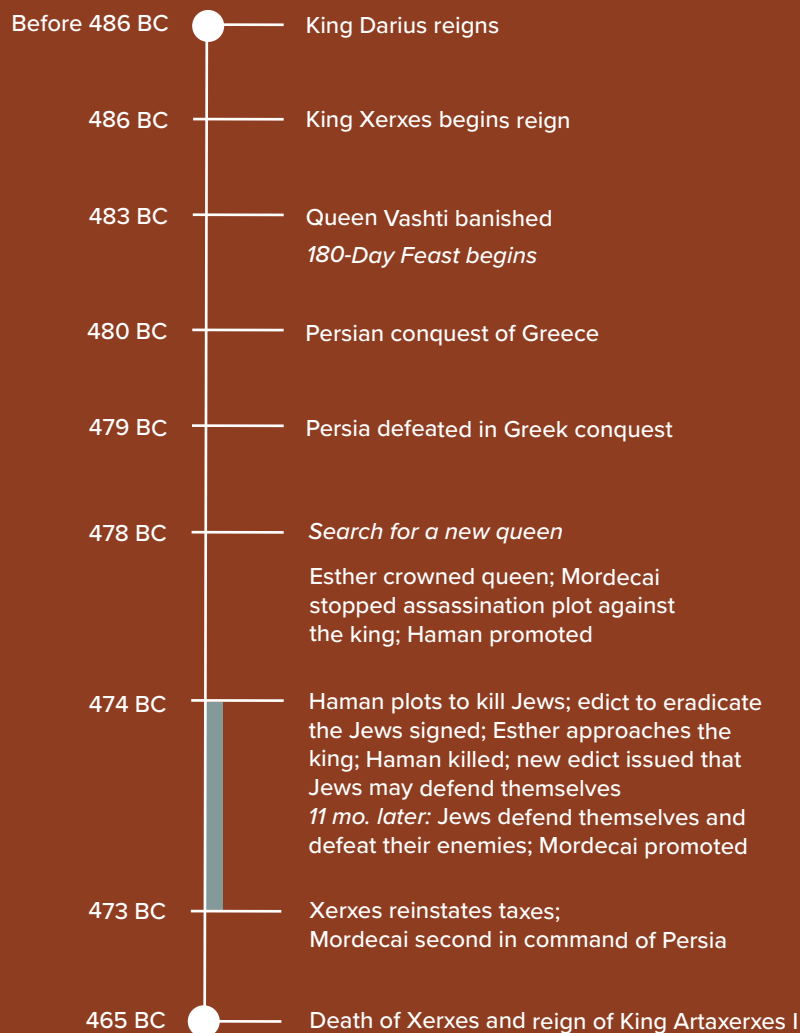 Before 486 BC King Darius reigns
486 BC King Xerxes begins reign
483 BC Queen Vashti banished
180-Day Feast begins
480 BC Persian conquest of Greece
479 BC Persia defeated in Greek conquest
478 BC Search for a new queen
Esther crowned queen; Mordecai
stopped assassination plot against
the king; Haman promoted
474 BC Haman plots to kill Jews; edict to eradicate
the Jews signed; Esther approaches the
king; Haman killed; new edict issued that
Jews may defend themselves
11 mo. later: Jews defend themselves and
defeat their enemies; Mordecai promoted
473 BC Xerxes reinstates taxes;
Mordecai second in command of Persia
465 BC Death of Xerxes and reign of King Artaxerxes I